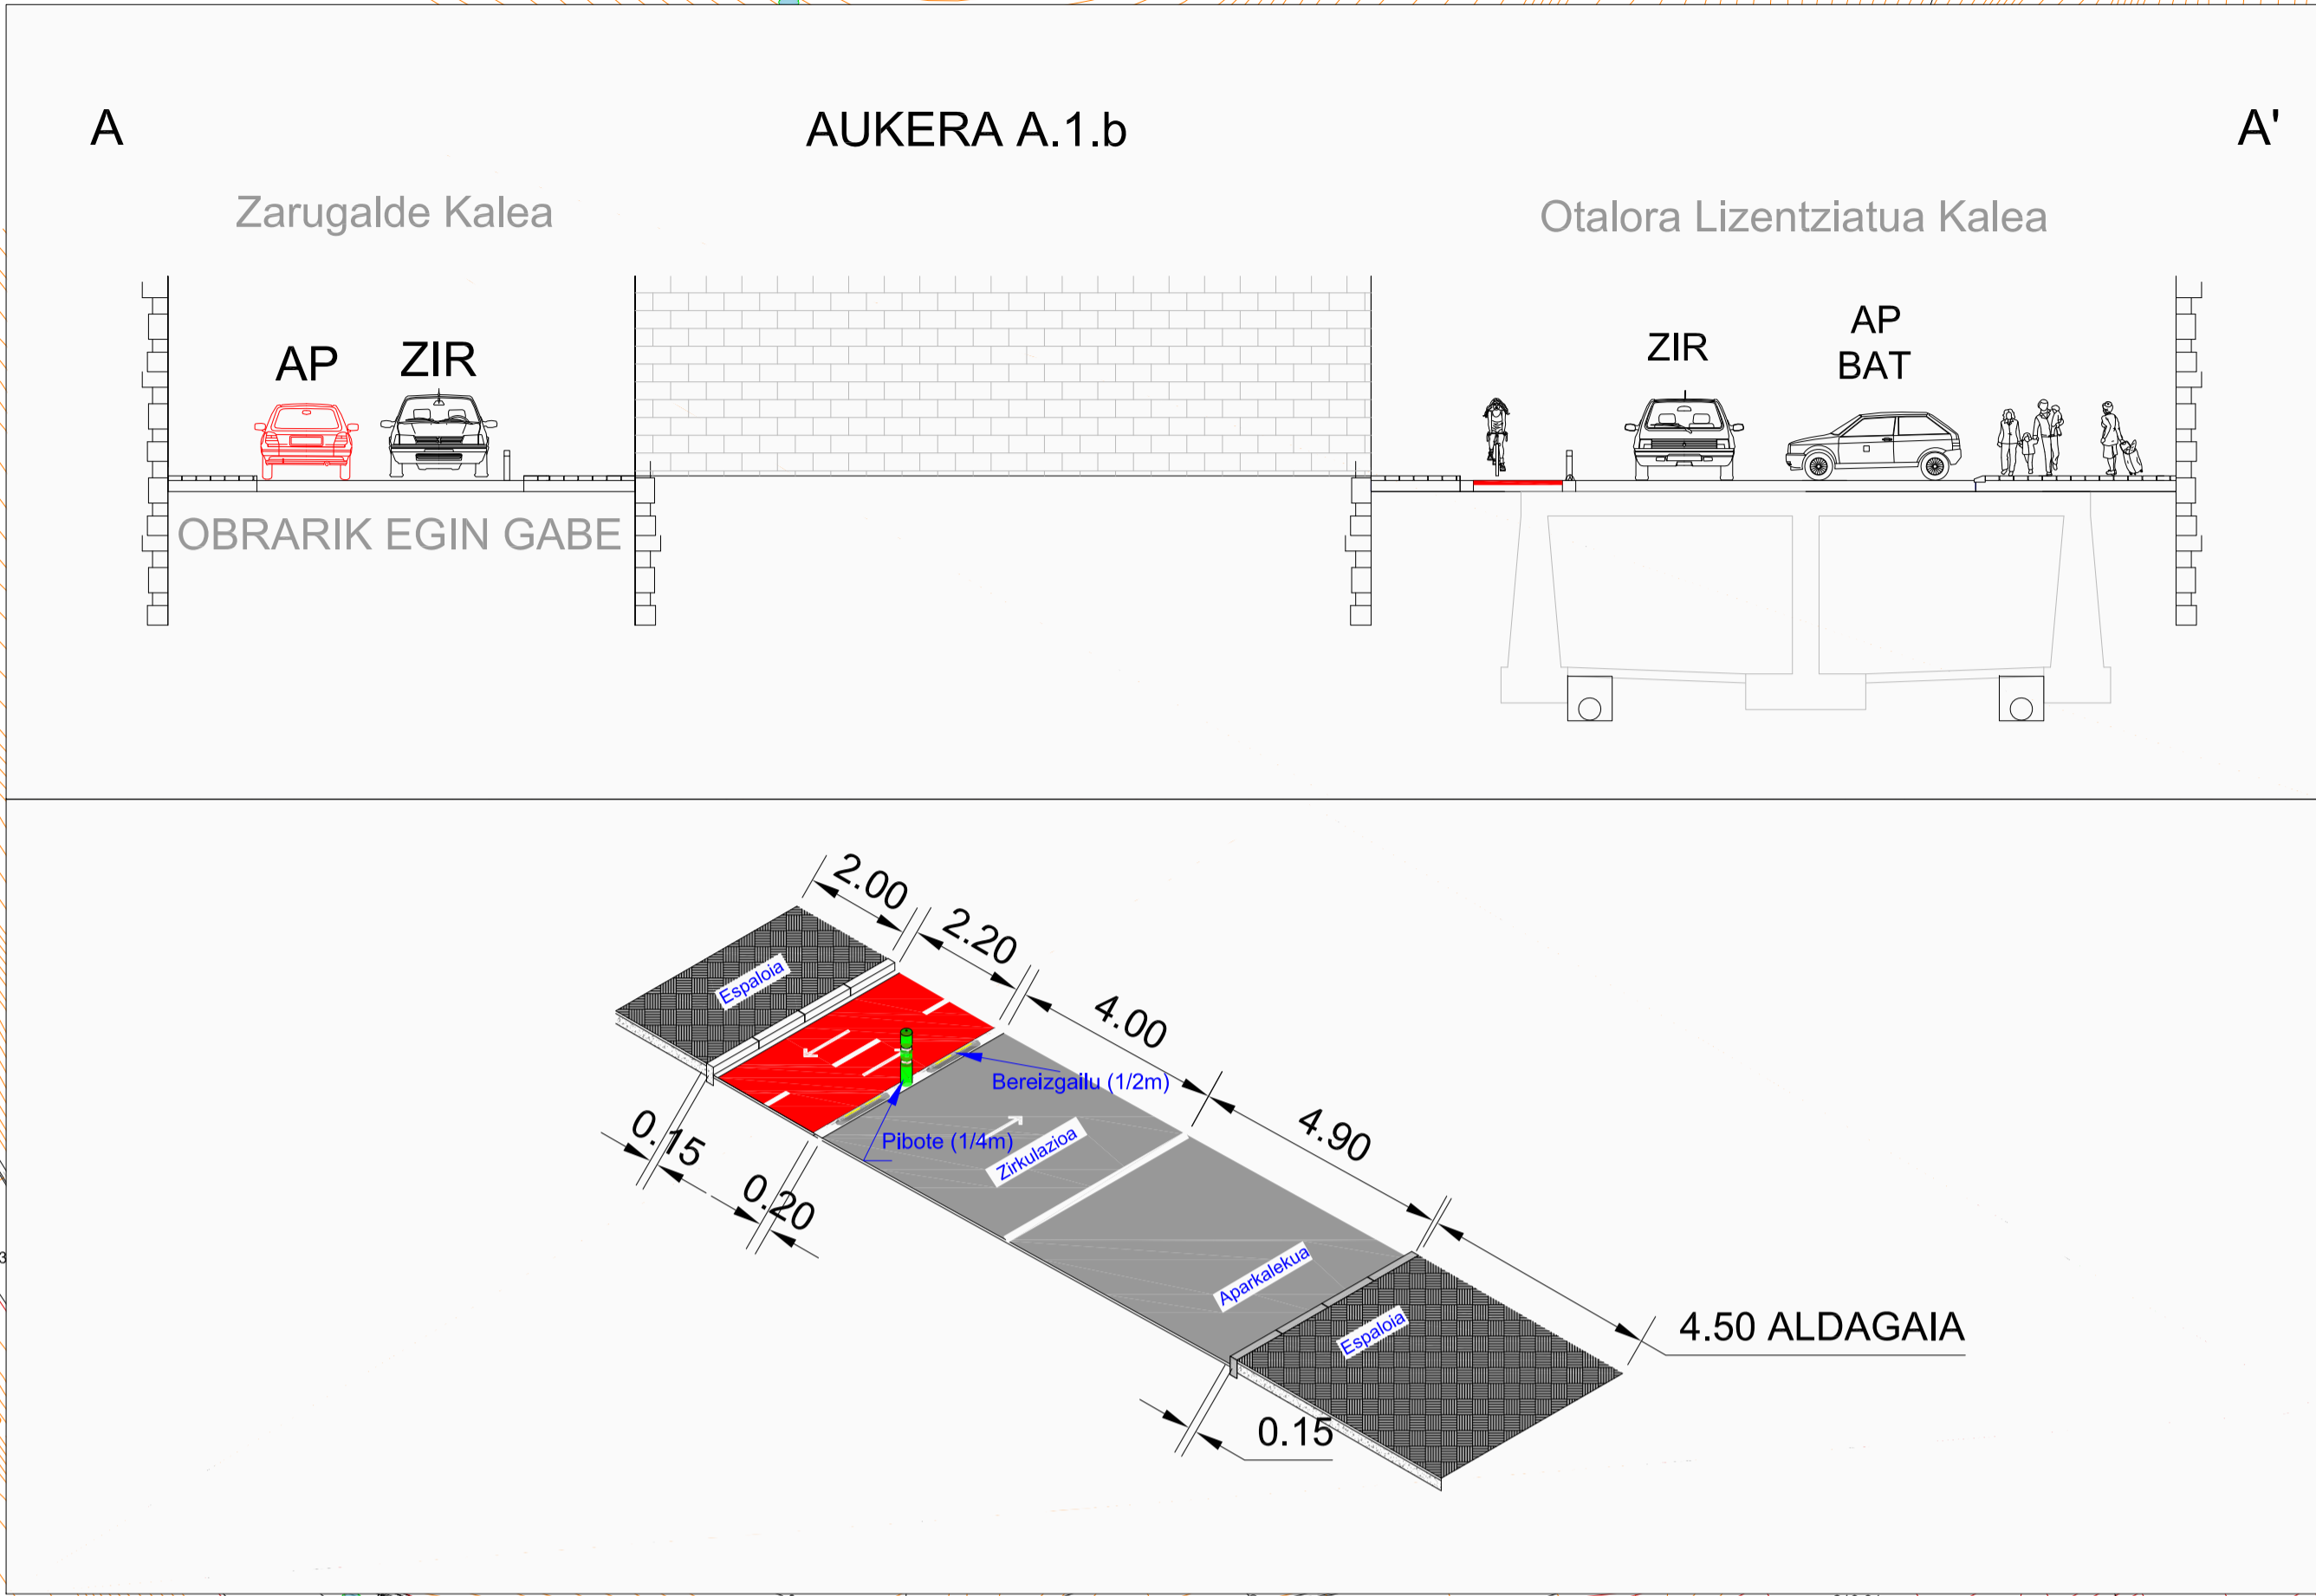 A
AUKERA A.1.b
A'
Zarugalde Kalea
Otalora Lizentziatua Kalea
AP
ZIR
ZIR
AP
BAT
OBRARIK EGIN GABE
2.00
2.20
4.00
4.90
4.50 ALDAGAIA
Espaloia
Bereizgailu (1/2m)
Pibote (1/4m)
Zirkulazioa
Aparkalekua
Espaloia
0.15
0.20
0.15
3